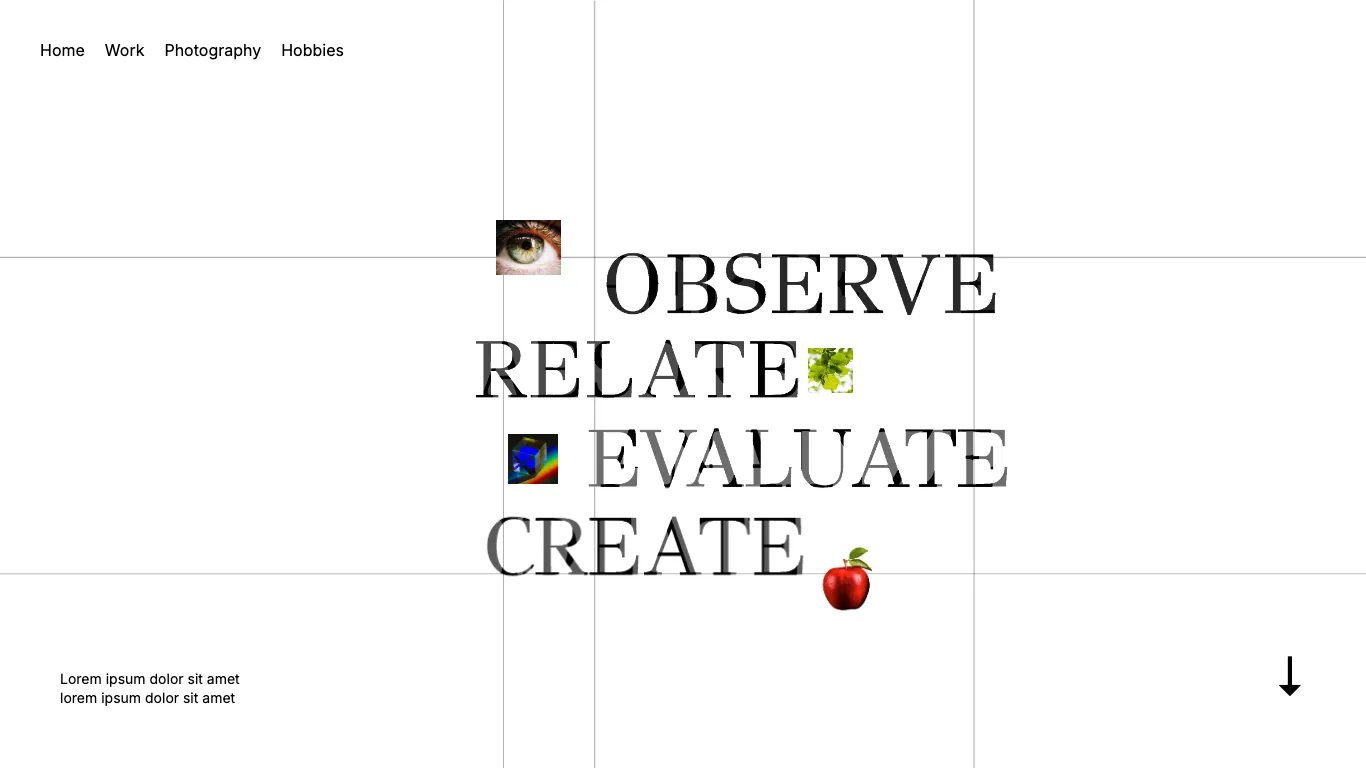 Home Work Photography Hobbies
OBSERVE
RELATE
EVALUATE
CREATE
Lorem ipsum dolor sit amet
lorem ipsum dolor sit amet